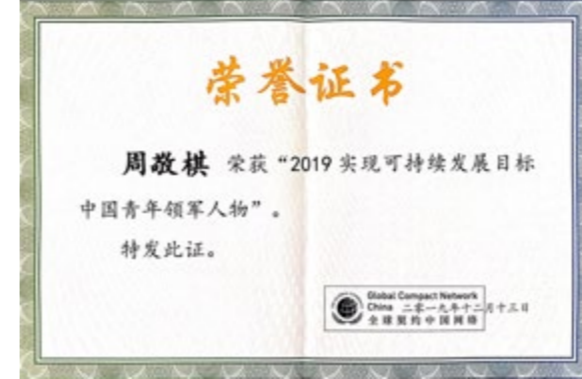 荣誉证书
周敬棋 荣获“2019 实现可持续发展目标
中国青年领军人物”。
特发此证。
Global Compact Network
China 二零一九年十二月十三日
全球契约中国网络